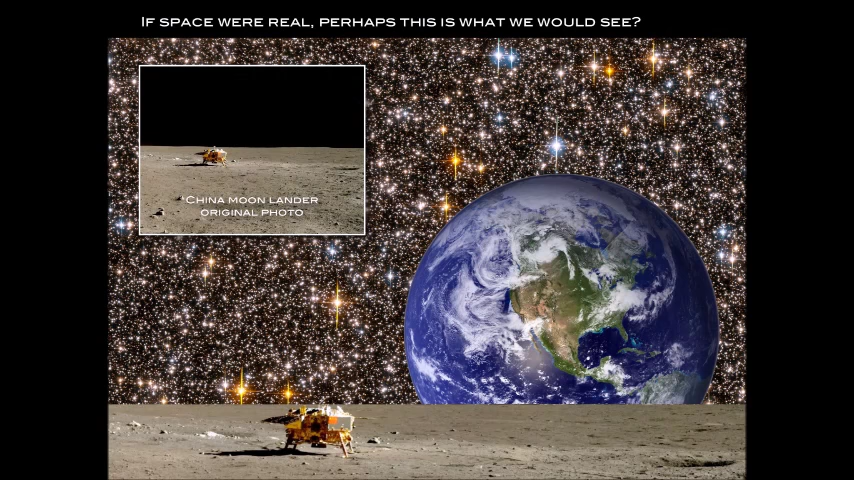 If space were real, perhaps this is what we would see?
*China moon lander
original photo